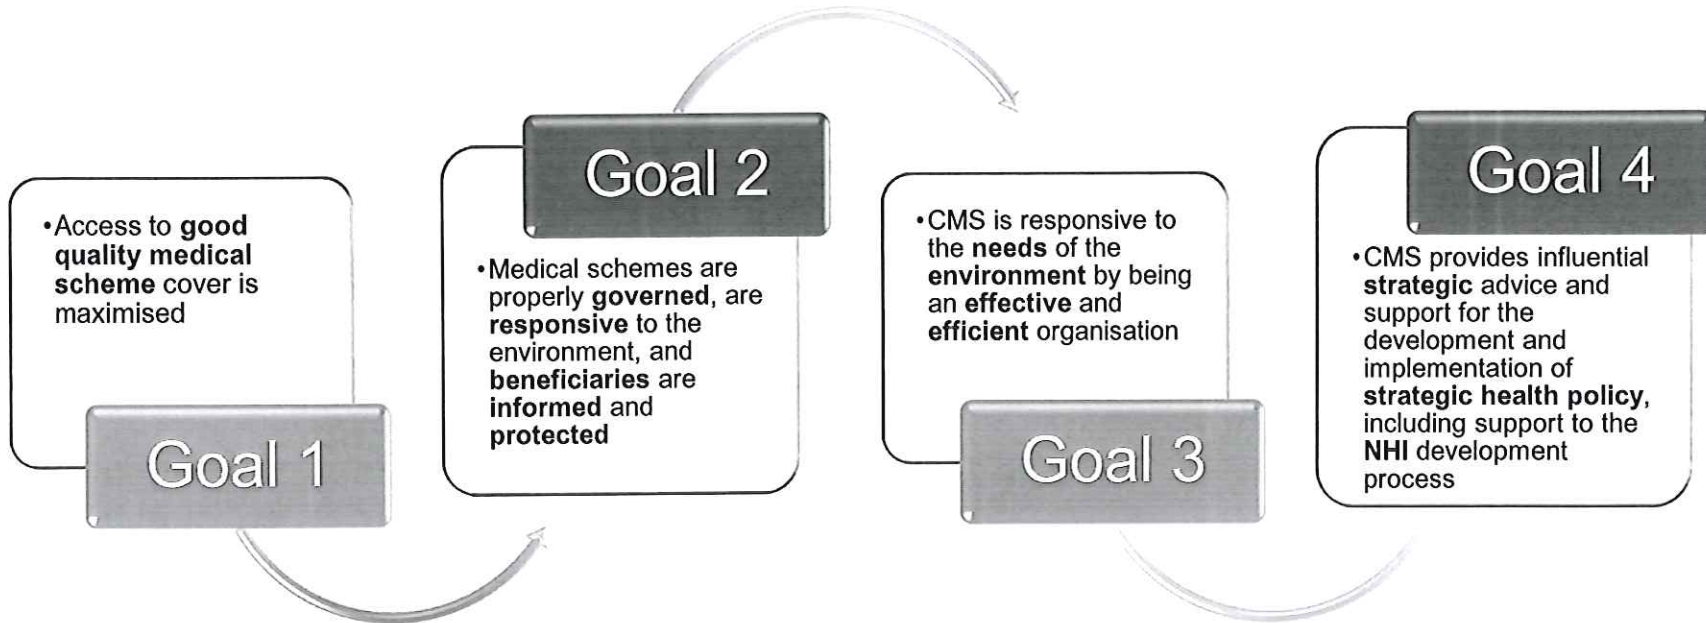 •Access to good
quality medical
scheme cover is
maximised
Goal 1
Goal 2
•Medical schemes are
properly governed, are
responsive to the
environment, and
beneficiaries are
informed and
protected
•CMS is responsive to
the needs of the
environment by being
an effective and
efficient organisation
Goal 3
Goal 4
•CMS provides influential
strategic advice and
support for the
development and
implementation of
strategic health policy,
including support to the
NHI development
process